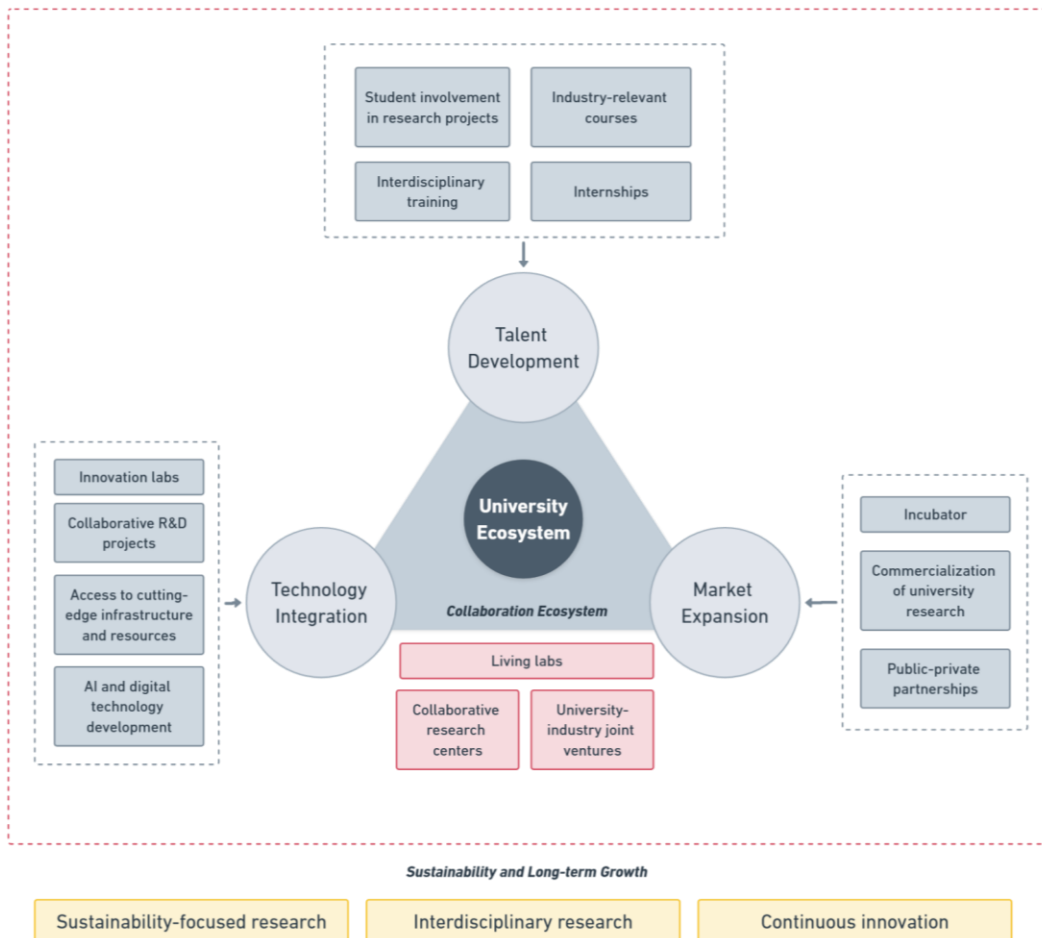 Student involvement
in research projects
Industry-relevant
courses
Interdisciplinary
training
Internships
Talent
Development
Innovation labs
Collaborative R&D
projects
Access to cutting-
edge infrastructure
and resources
AI and digital
technology
development
Technology
Integration
University
Ecosystem
Collaboration Ecosystem
Market
Expansion
Incubator
Commercialization
of university
research
Public-private
partnerships
Living labs
Collaborative
research
centers
University-
industry joint
ventures
Sustainability and Long-term Growth
Sustainability-focused research
Interdisciplinary research
Continuous innovation